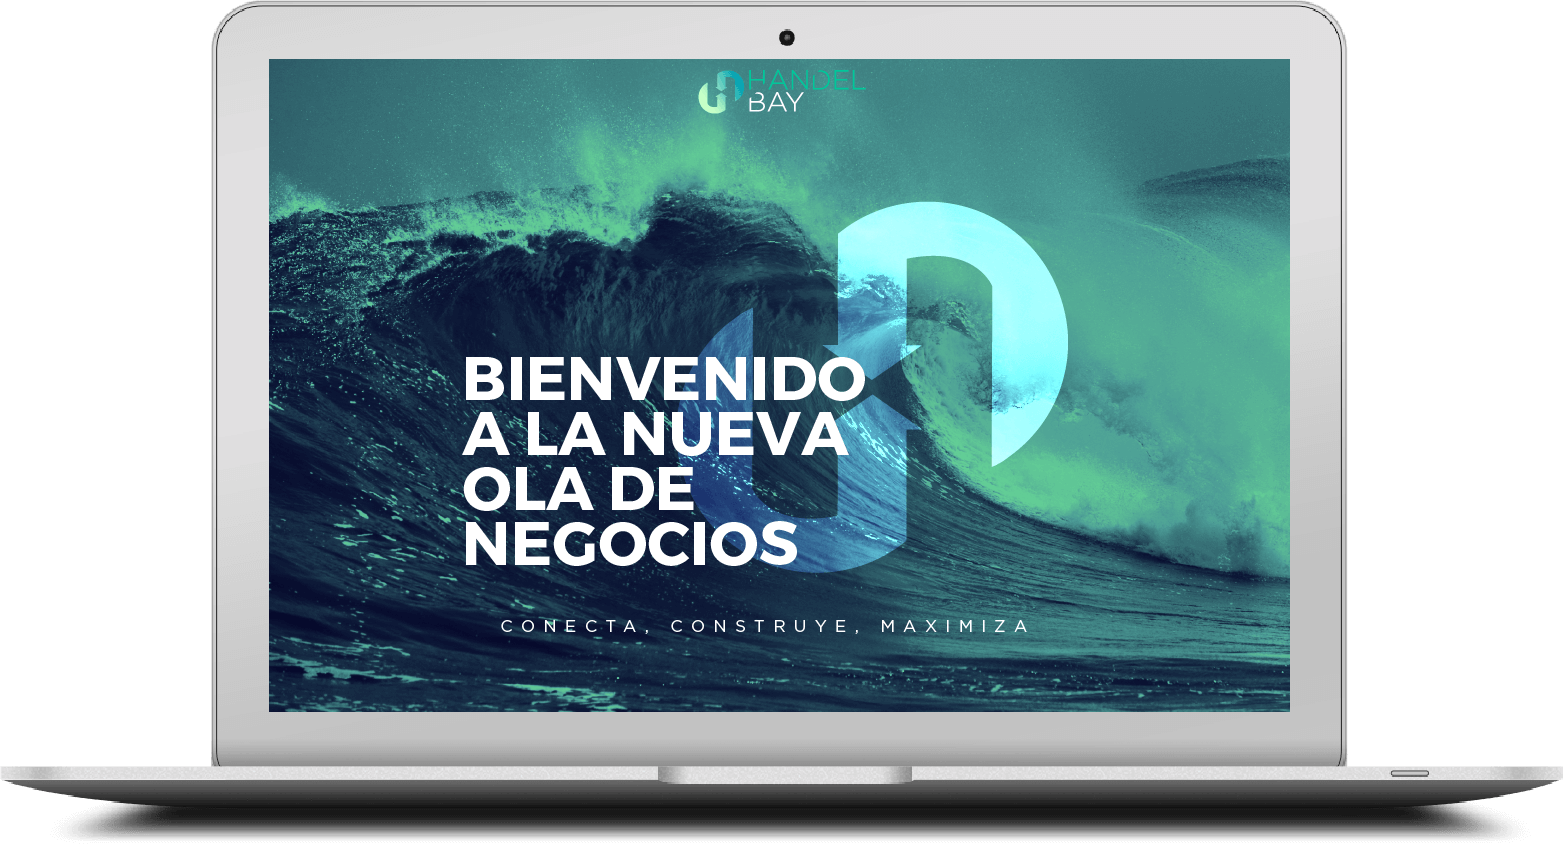 HANDEL
BAY
BIENVENIDO
A LA NUEVA
OLA DE
NEGOCIOS
CONECTA, CONSTRUYE, MAXIMIZA